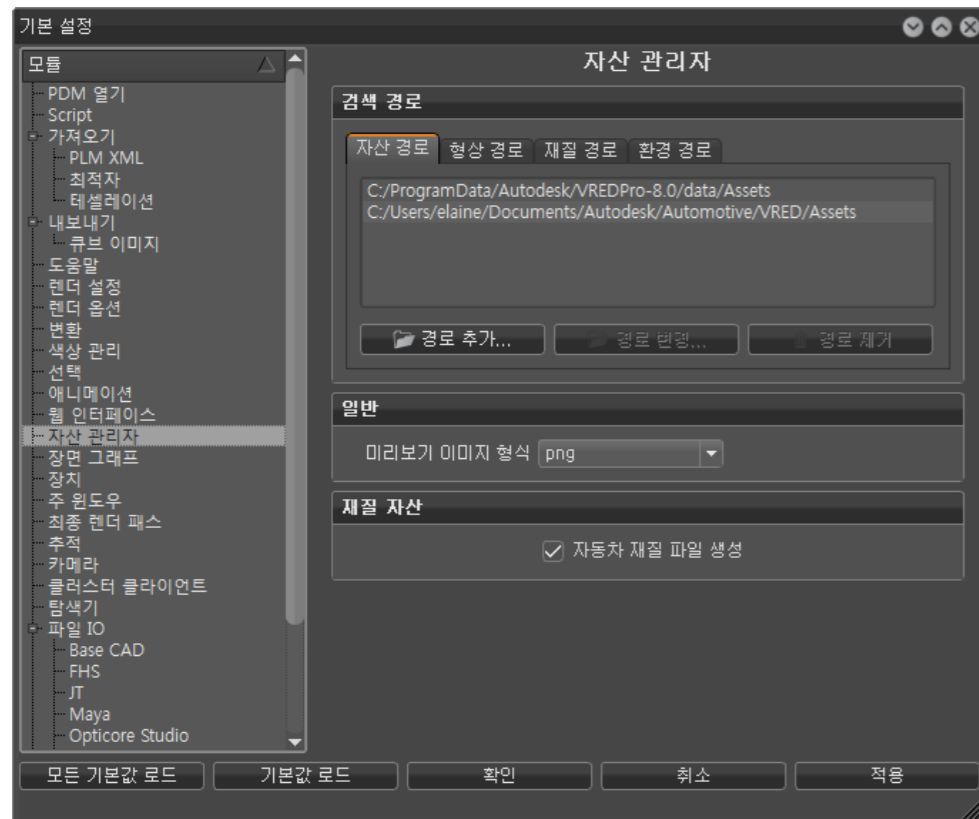 기본 설정
모듈
PDM 열기
Script
가져오기
PLM XML
최적자
테셀레이션
내보내기
큐브 이미지
도움말
렌더 설정
렌더 옵션
변환
색상 관리
선택
애니메이션
웹 인터페이스
자산 관리자
장면 그래프
장치
주 윈도우
최종 렌더 패스
추적
카메라
클러스터 클라이언트
탐색기
파일 IO
Base CAD
FHS
JT
Maya
Opticore Studio
자산 관리자
검색 경로
자산 경로 형상 경로 재질 경로 환경 경로
C:/ProgramData/Autodesk/VREDPro-8.0/data/Assets
C:/Users/elaine/Documents/Autodesk/Automotive/VRED/Assets
경로 추가... 경로 변경... 경로 제거
일반
미리보기 이미지 형식 png
재질 자산
자동차 재질 파일 생성
모든 기본값 로드 기본값 로드 확인 취소 적용